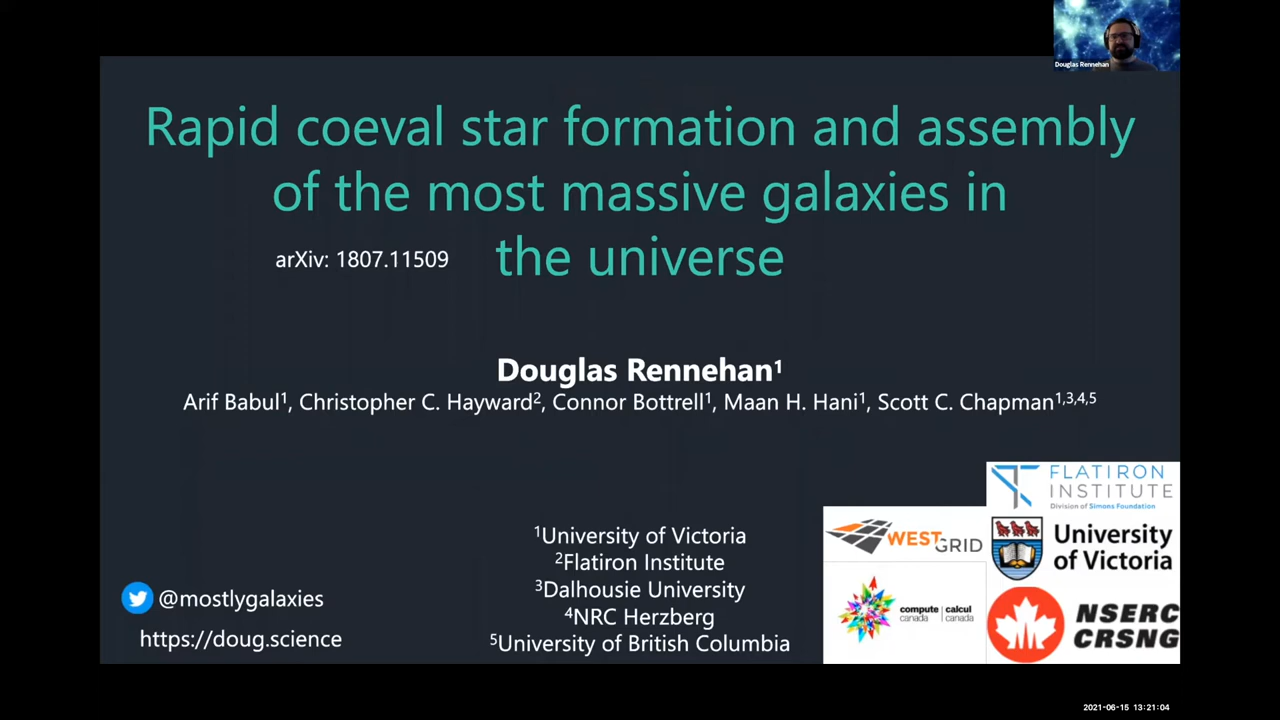 Douglas Rennehan
Rapid coeval star formation and assembly
of the most massive galaxies in
arXiv: 1807.11509 the universe
Douglas Rennehan¹
Arif Babul¹, Christopher C. Hayward², Connor Bottrell¹, Maan H. Hani¹, Scott C. Chapman¹,³,⁴,⁵
¹University of Victoria
²Flatiron Institute
³Dalhousie University
⁴NRC Herzberg
⁵University of British Columbia
@mostlygalaxies
https://doug.science
FLATIRON
INSTITUTE
Division of Simons Foundation
WESTGRID
University
of Victoria
compute | calcul
canada | canada
NSERC
CRSNG
2021-06-15 13:21:04